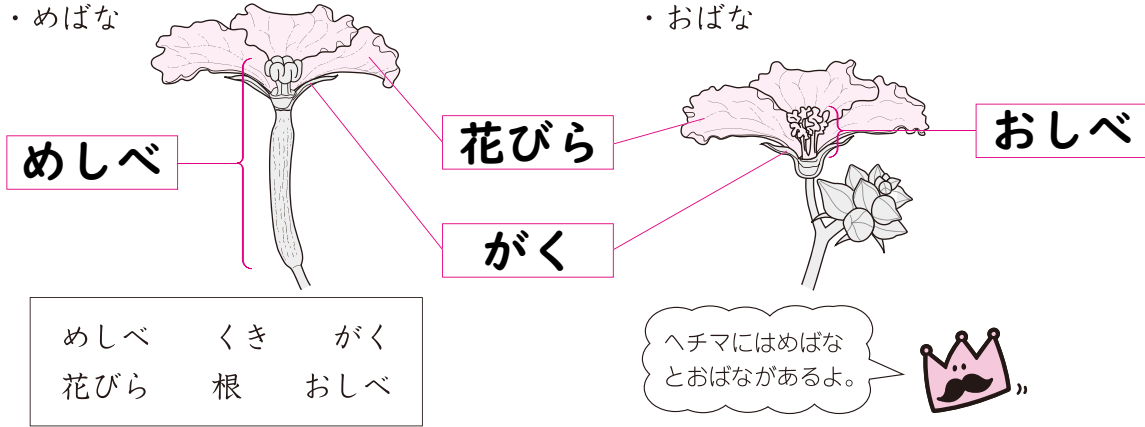 ・めばな
・おばな
めしべ
花びら
おしべ
がく
めしべ くき がく
花びら 根 おしべ
ヘチマにはめばな
とおばながあるよ。